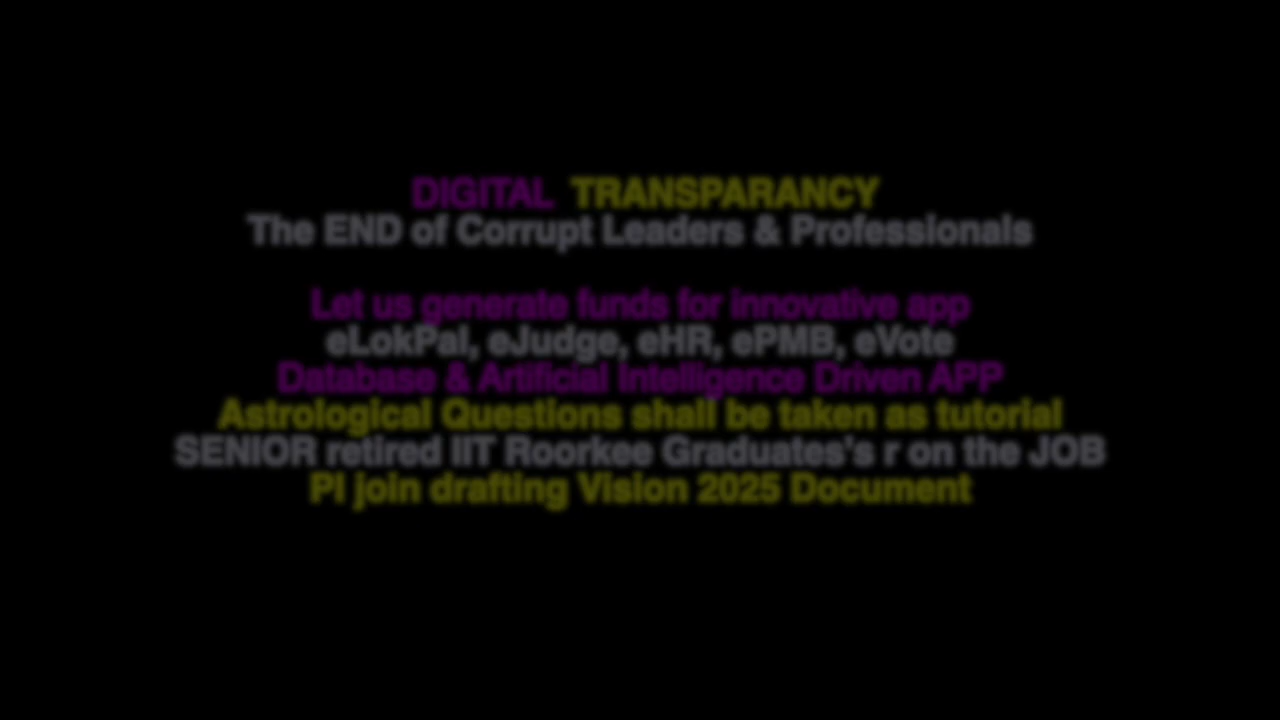 DIGITAL TRANSPARANCY
The END of Corrupt Leaders & Professionals
Let us generate funds for innovative app
eLokPal, eJudge, eHR, ePMB, eVote
Database & Artificial Intelligence Driven APP
Astrological Questions shall be taken as tutorial
SENIOR retired IIT Roorkee Graduates's r on the JOB
Pl join drafting Vision 2025 Document